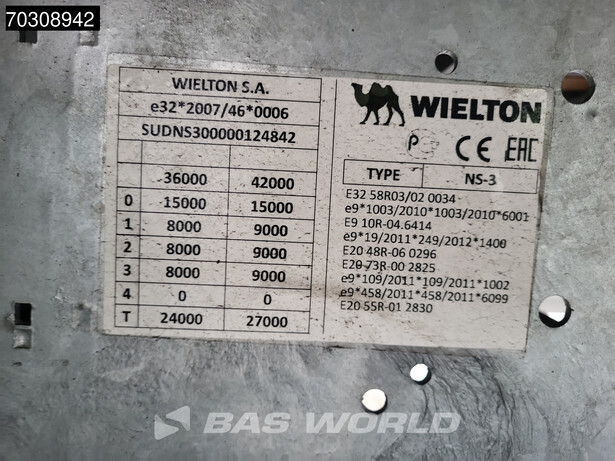 70308942
WIELTON S.A.
e32*2007/46*0006
SUDNS300000124842
36000 42000
0 15000 15000
1 8000 9000
2 8000 9000
3 8000 9000
4 0 0
T 24000 27000
WIELTON
P CE EAC
TYPE NS-3
E32 58R03/02 0034
e9*1003/2010*1003/2010*6001
E9 10R-04.6414
e9*19/2011*249/2012*1400
E20 48R-06 0296
E20 73R-00 2825
e9*109/2011*109/2011*1002
e9*458/2011*458/2011*6099
E20 55R-01 2830
BAS WORLD